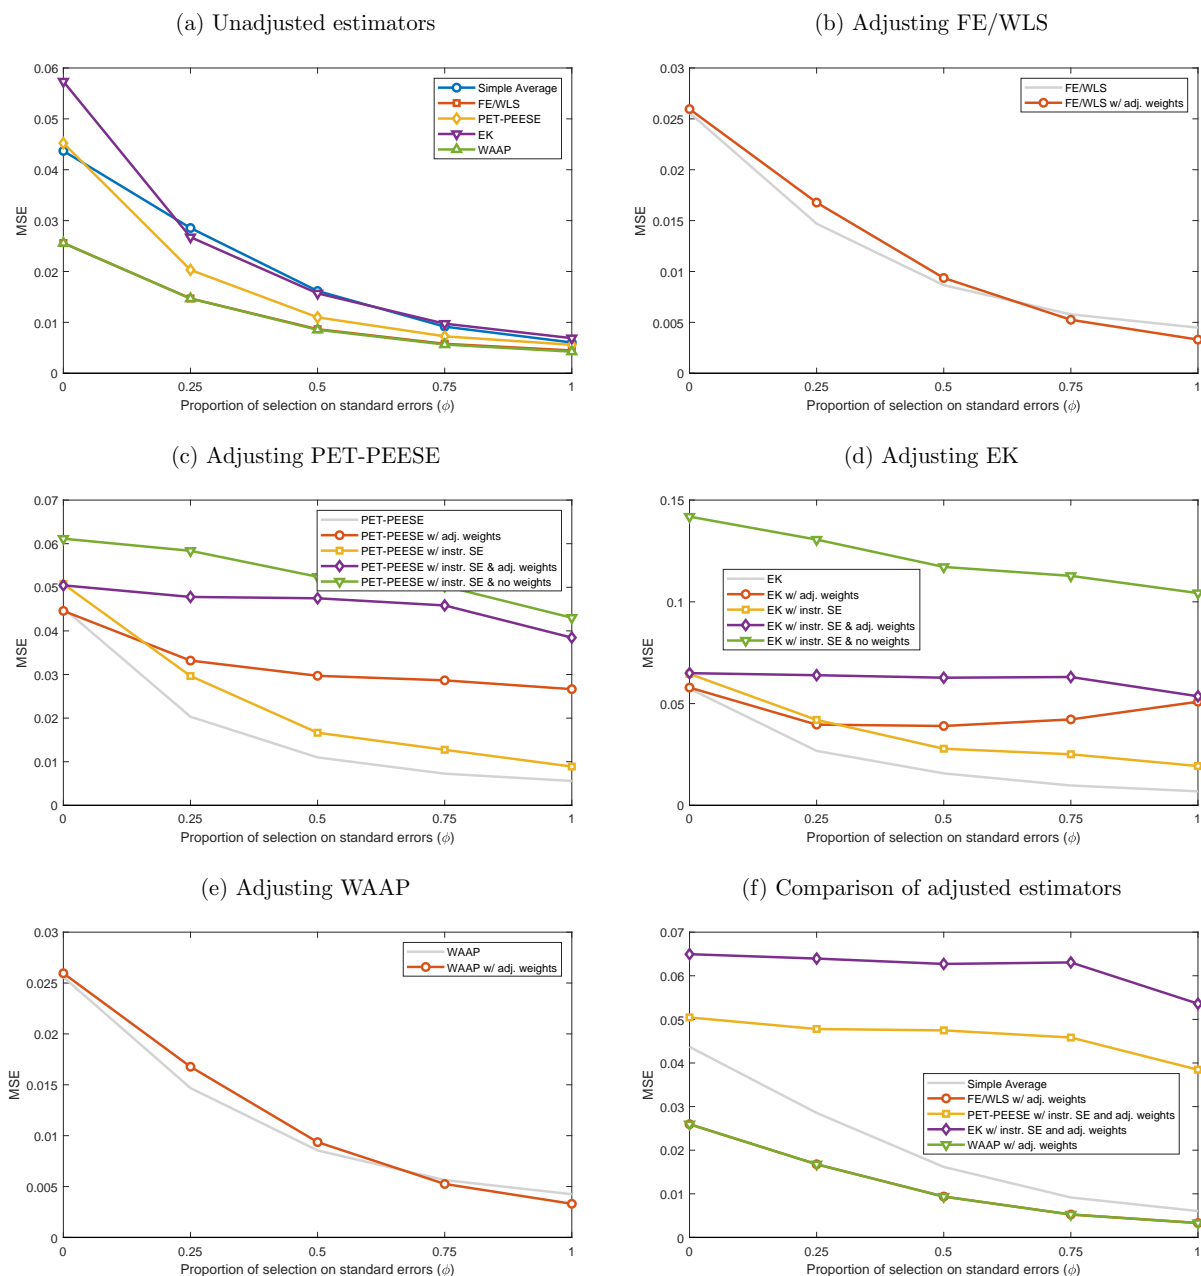 (a) Unadjusted estimators
0.06
0.05
0.04
0.03
0.02
0.01
0
MSE
Simple Average
FE/WLS
PET-PEESE
EK
WAAP
0 0.25 0.5 0.75 1
Proportion of selection on standard errors (ϕ)
(b) Adjusting FE/WLS
0.03
0.025
0.02
0.015
0.01
0.005
0
MSE
FE/WLS
FE/WLS w/ adj. weights
0 0.25 0.5 0.75 1
Proportion of selection on standard errors (ϕ)
(c) Adjusting PET-PEESE
0.07
0.06
0.05
0.04
0.03
0.02
0.01
0
MSE
PET-PEESE
PET-PEESE w/ adj. weights
PET-PEESE w/ instr. SE
PET-PEESE w/ instr. SE & adj. weights
PET-PEESE w/ instr. SE & no weights
0 0.25 0.5 0.75 1
Proportion of selection on standard errors (ϕ)
(d) Adjusting EK
0.15
0.1
0.05
0
MSE
EK
EK w/ adj. weights
EK w/ instr. SE
EK w/ instr. SE & adj. weights
EK w/ instr. SE & no weights
0 0.25 0.5 0.75 1
Proportion of selection on standard errors (ϕ)
(e) Adjusting WAAP
0.03
0.025
0.02
0.015
0.01
0.005
0
MSE
WAAP
WAAP w/ adj. weights
0 0.25 0.5 0.75 1
Proportion of selection on standard errors (ϕ)
(f) Comparison of adjusted estimators
0.07
0.06
0.05
0.04
0.03
0.02
0.01
0
MSE
Simple Average
FE/WLS w/ adj. weights
PET-PEESE w/ instr. SE and adj. weights
EK w/ instr. SE and adj. weights
WAAP w/ adj. weights
0 0.25 0.5 0.75 1
Proportion of selection on standard errors (ϕ)